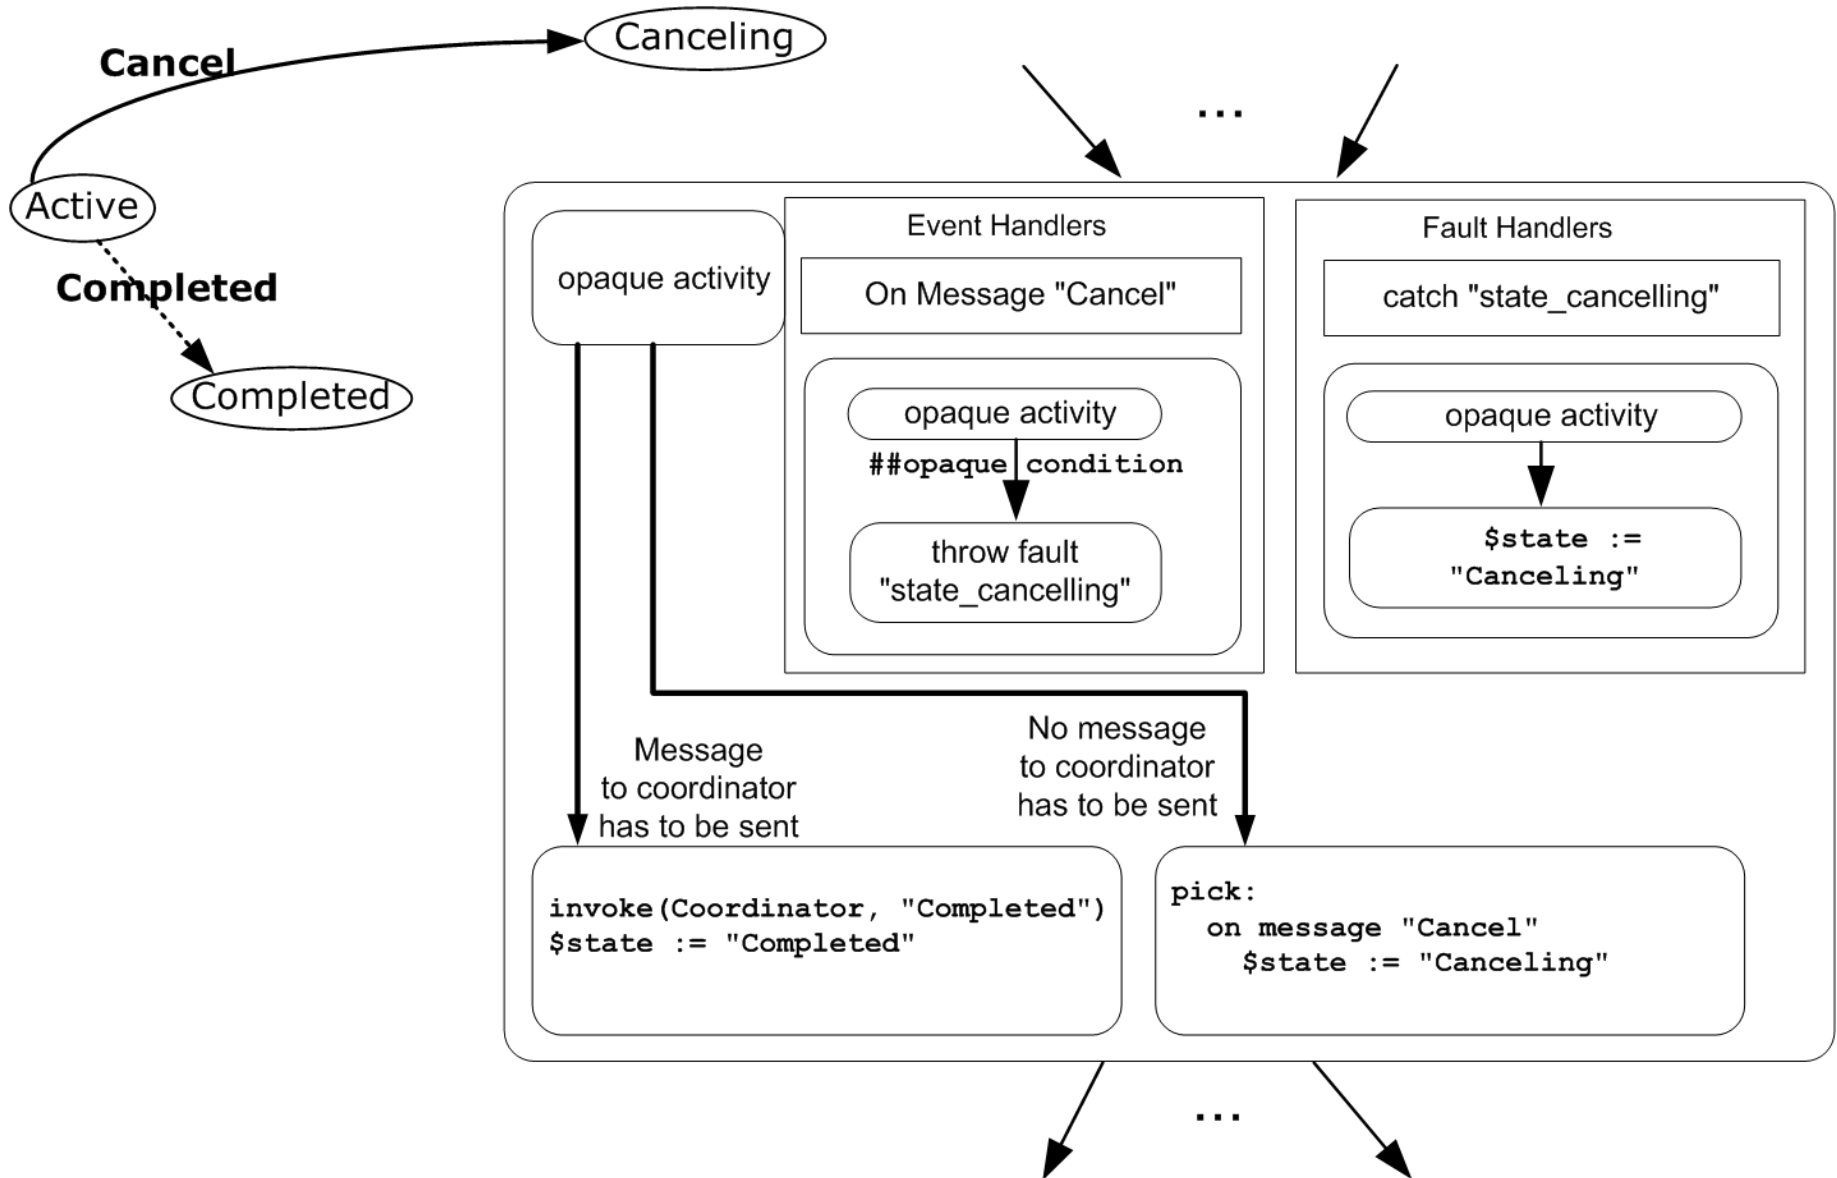 Canceling
Cancel
...
Active
Completed
Completed
opaque activity
Event Handlers
On Message "Cancel"
opaque activity
##opaque condition
throw fault
"state_cancelling"
Fault Handlers
catch "state_cancelling"
opaque activity
$state :=
"Canceling"
Message
to coordinator
has to be sent
No message
to coordinator
has to be sent
invoke(Coordinator, "Completed")
$state := "Completed"
pick:
on message "Cancel"
$state := "Canceling"
...